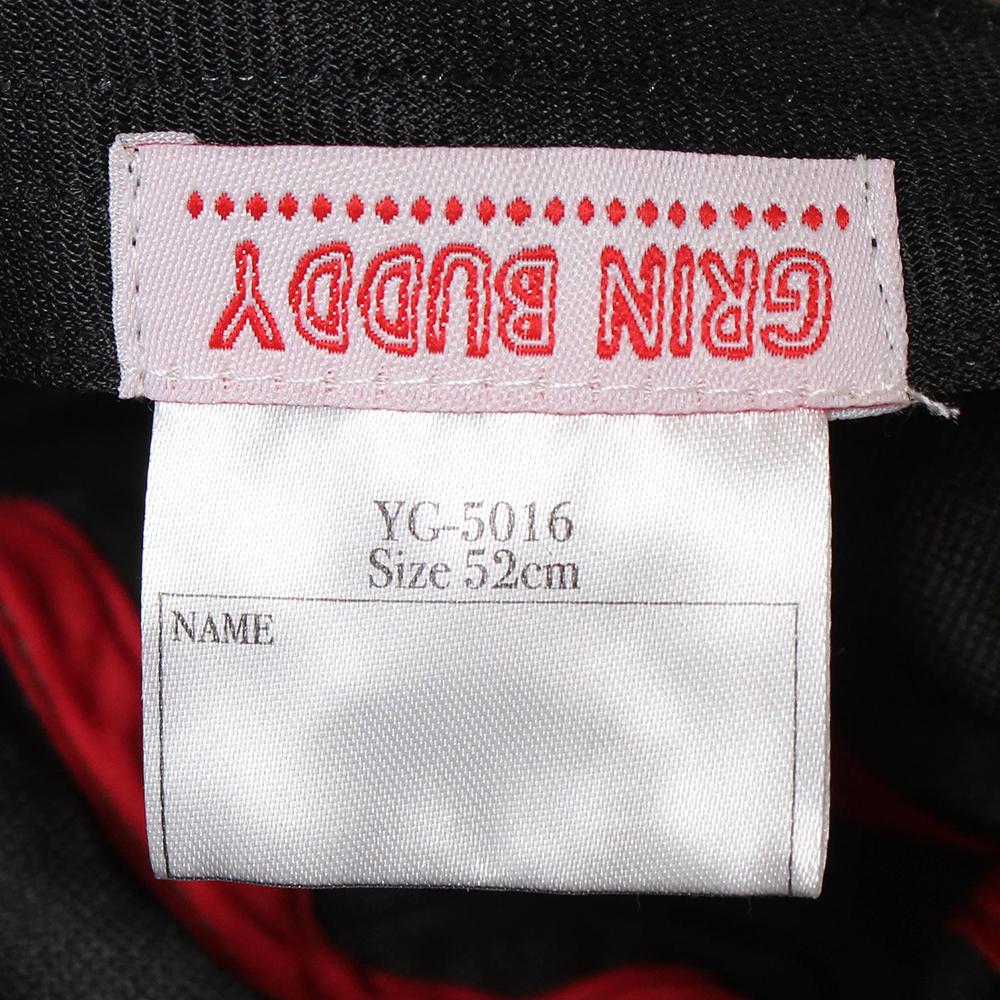 GRIN BUDDY
YG-5016
Size 52cm
NAME